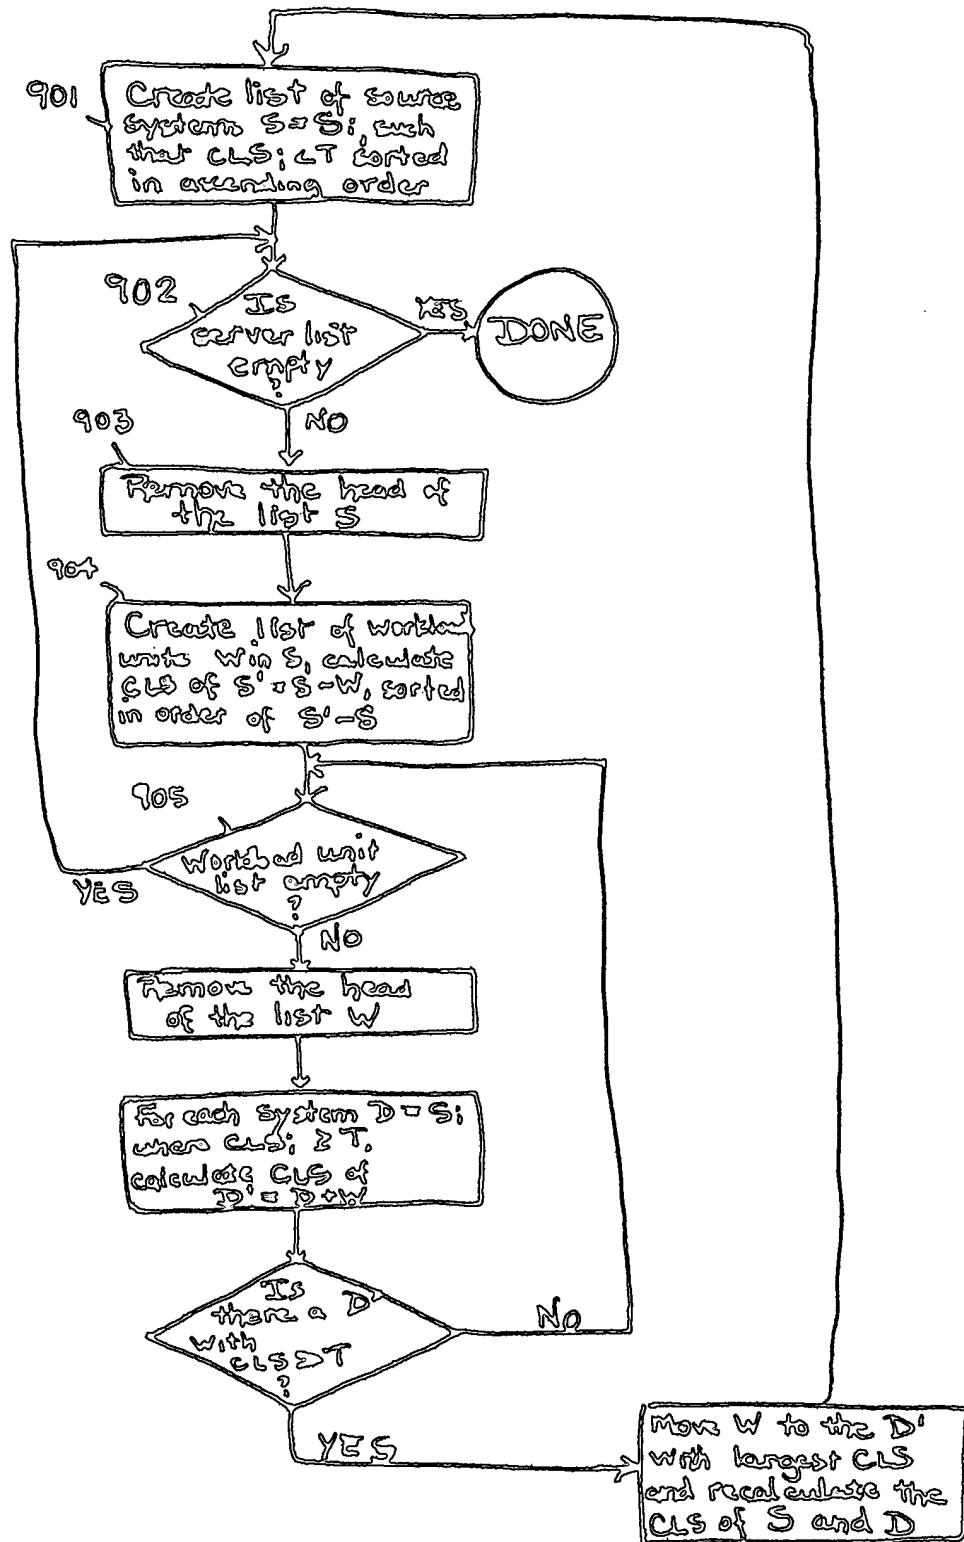 901
Create list of source
systems S = Si, such
that CLSi < T sorted
in ascending order
902
Is
server list
empty
?
YES
DONE
NO
903
Remove the head of
the list S
904
Create list of workload
units W in S, calculate
CLS of S' = S - W, sorted
in order of S' - S
905
Workload unit
list empty
?
YES
NO
Remove the head
of the list W
For each system D = Si
where CLSi ≥ T,
calculate CLS of
D' = D + W
Is
there a D'
with
CLS > T
?
NO
YES
Move W to the D'
with largest CLS
and recalculate the
CLS of S and D